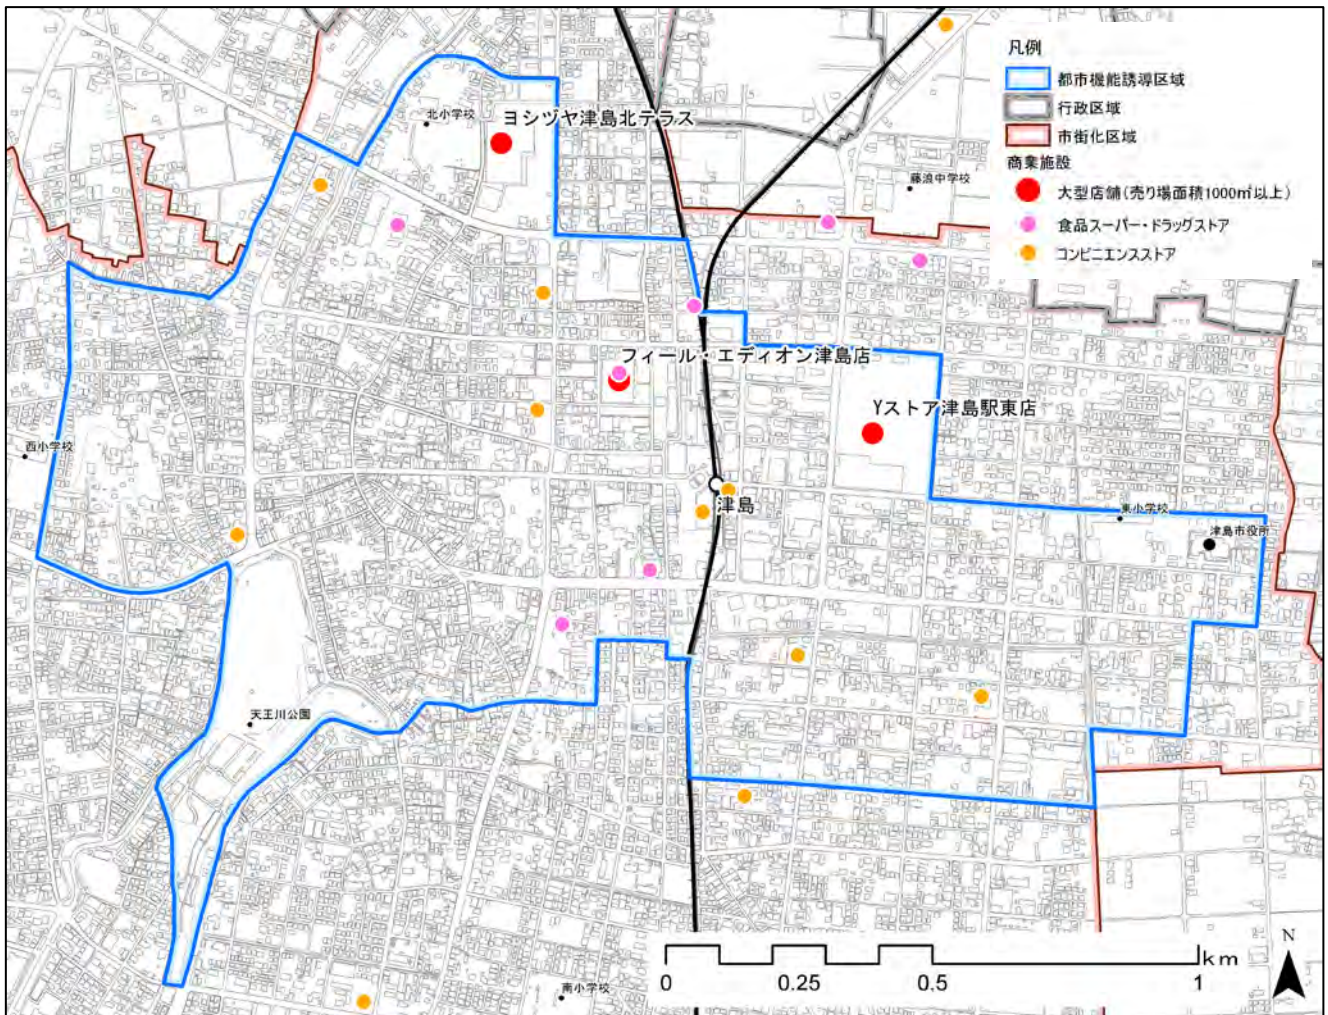 凡例
都市機能誘導区域
行政区域
市街化区域
商業施設
大型店舗(売り場面積1000㎡以上)
食品スーパー・ドラッグストア
コンビニエンスストア
北小学校
ヨシヅヤ津島北テラス
藤浪中学校
フィール・エディオン津島店
Yストア津島駅東店
西小学校
津島
東小学校
津島市役所
天王川公園
南小学校
0
0.25
0.5
1
km
N